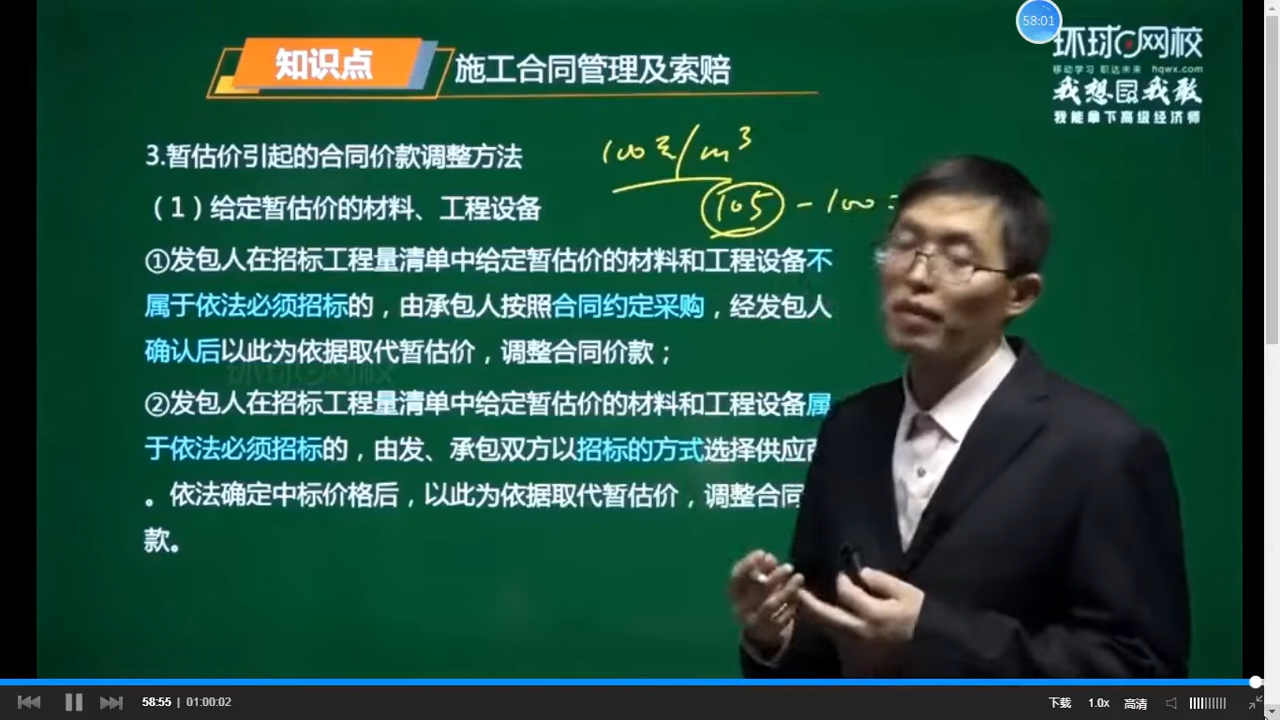 58:01
环球网校
移动学习 职达未来 hqwx.com
我想 我敢
我能拿下高级经济师
知识点
施工合同管理及索赔
100元/m³
3.暂估价引起的合同价款调整方法
105 - 100 =
（1）给定暂估价的材料、工程设备
①发包人在招标工程量清单中给定暂估价的材料和工程设备不
属于依法必须招标的，由承包人按照合同约定采购，经发包人
确认后以此为依据取代暂估价，调整合同价款；
②发包人在招标工程量清单中给定暂估价的材料和工程设备属
于依法必须招标的，由发、承包双方以招标的方式选择供应
。依法确定中标价格后，以此为依据取代暂估价，调整合同
款。
58:55 | 01:00:02
下载 1.0x 高清